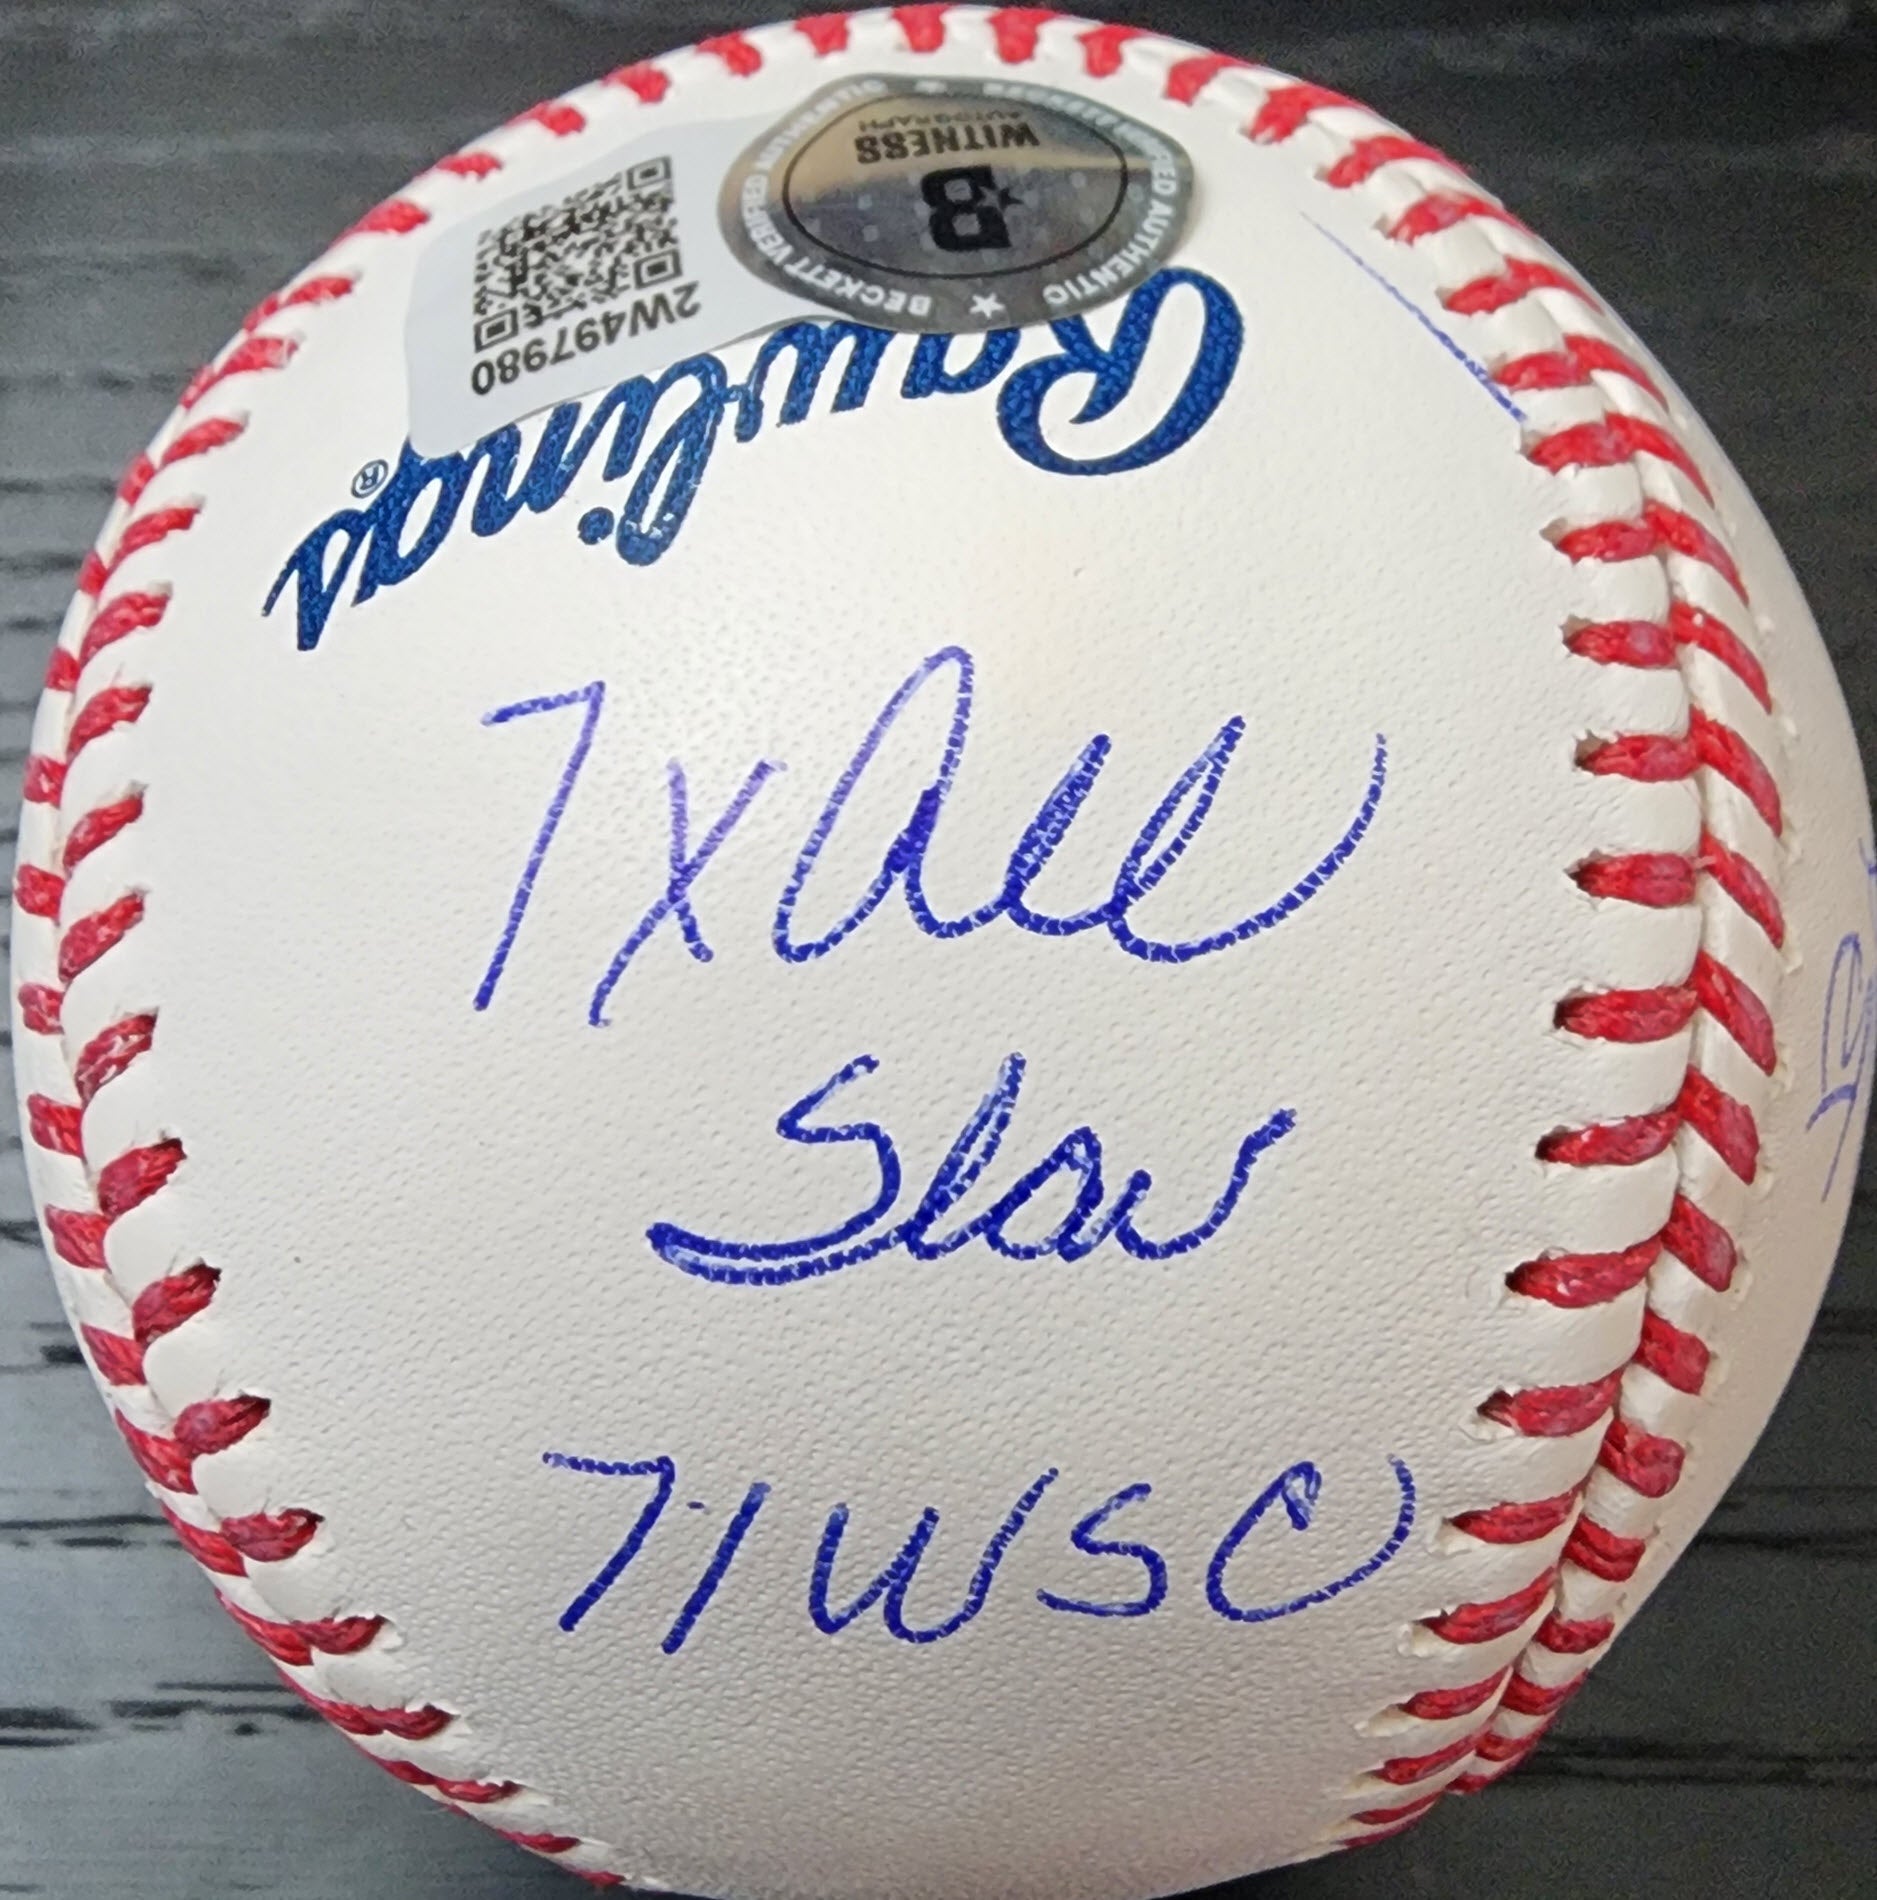 WITNESS
AUTOGRAPH
BECKETT VERIFIED AUTHENTIC
2W497980
Rawlings®
7x All
Star
71 WSC